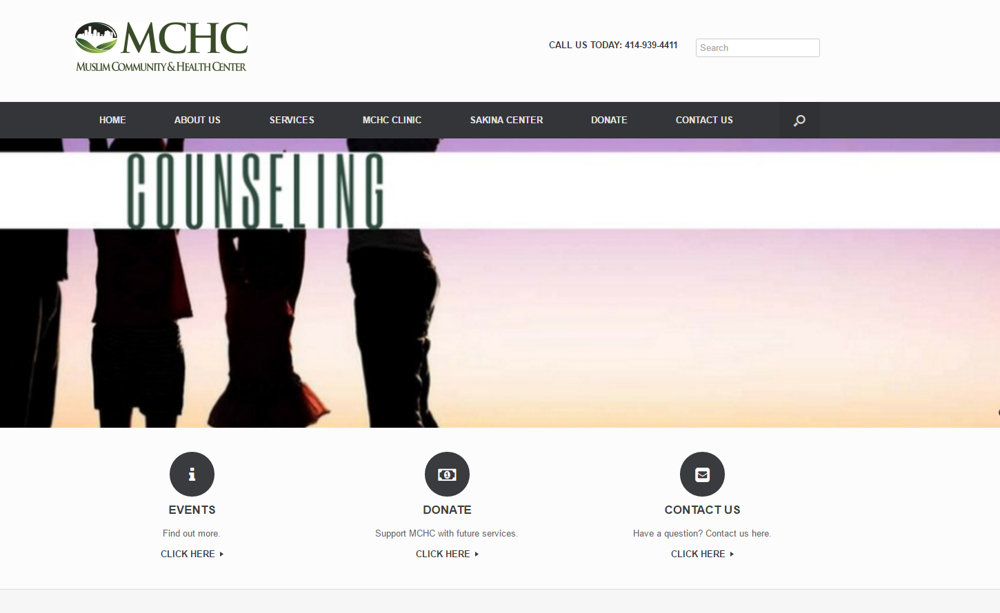 MCHC
MUSLIM COMMUNITY & HEALTH CENTER
CALL US TODAY: 414-939-4411
Search
HOME ABOUT US SERVICES MCHC CLINIC SAKINA CENTER DONATE CONTACT US
COUNSELING
1
EVENTS DONATE CONTACT US
Find out more. Support MCHC with future services. Have a question? Contact us here.
CLICK HERE CLICK HERE CLICK HERE